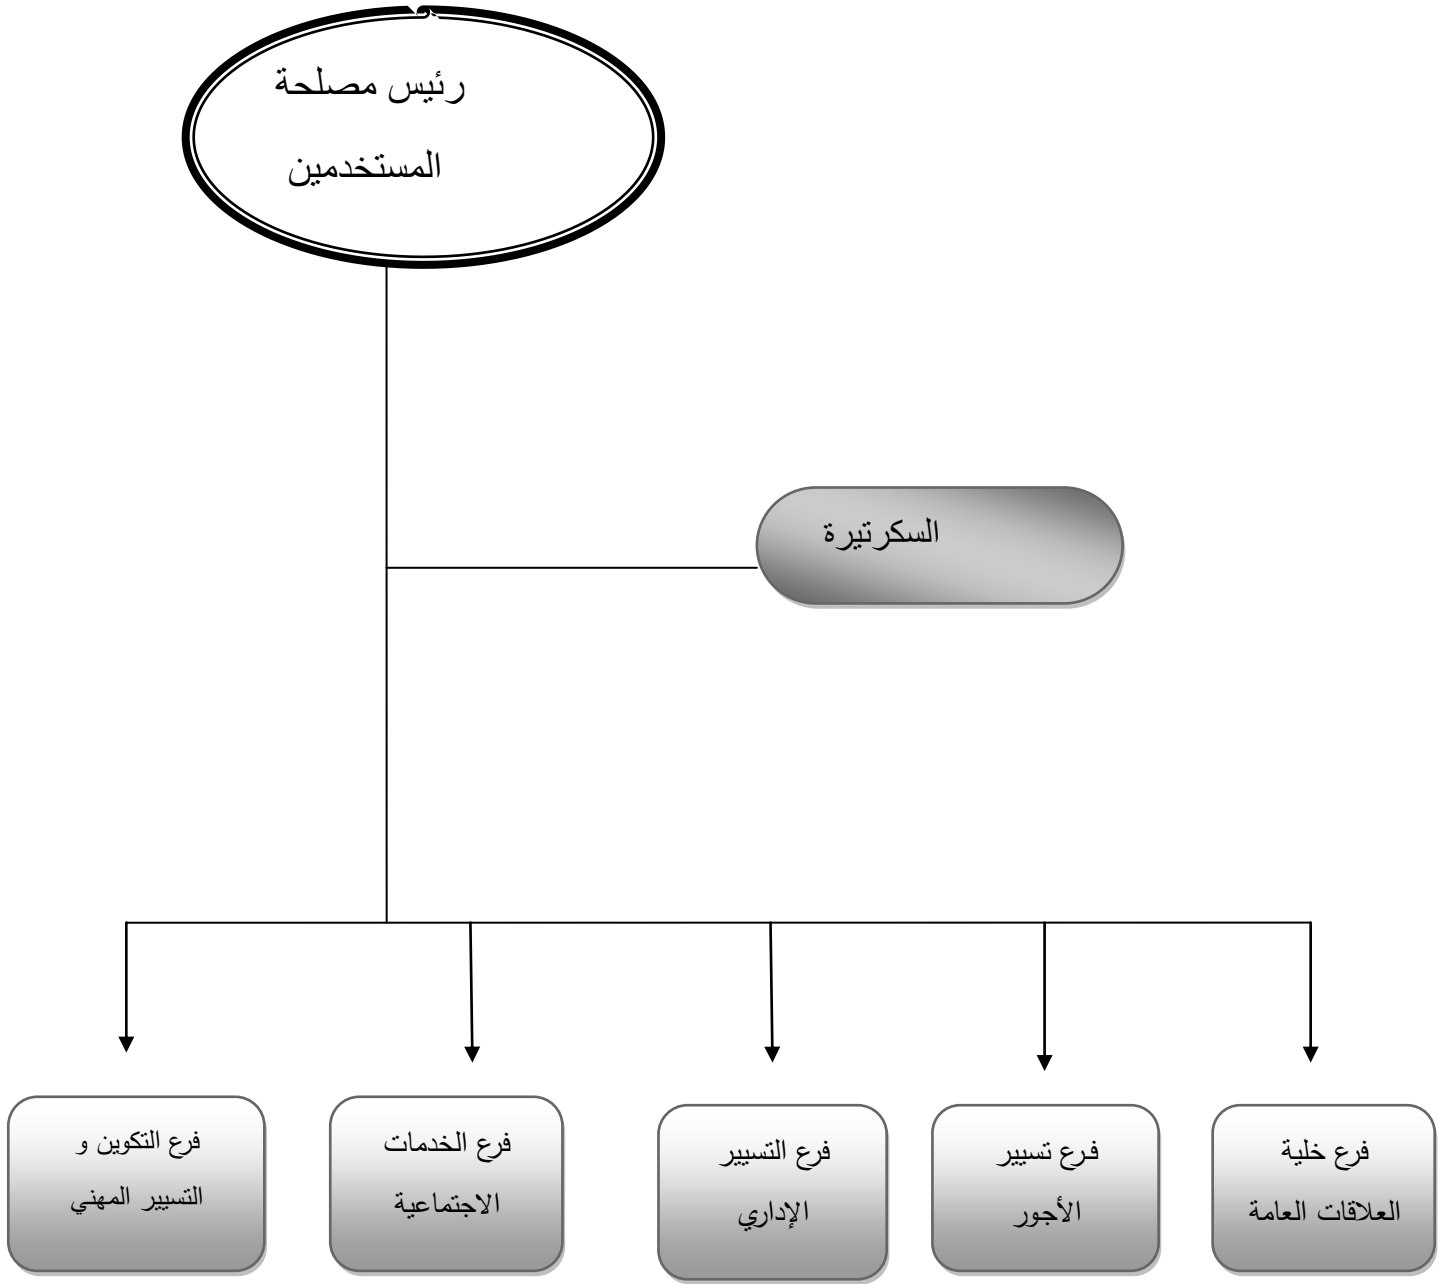 رئيس مصلحة
المستخدمين
السكرتيرة
فرع خلية
العلاقات العامة
فرع تسيير
الأجور
فرع التسيير
الإداري
فرع الخدمات
الاجتماعية
فرع التكوين و
التسيير المهني